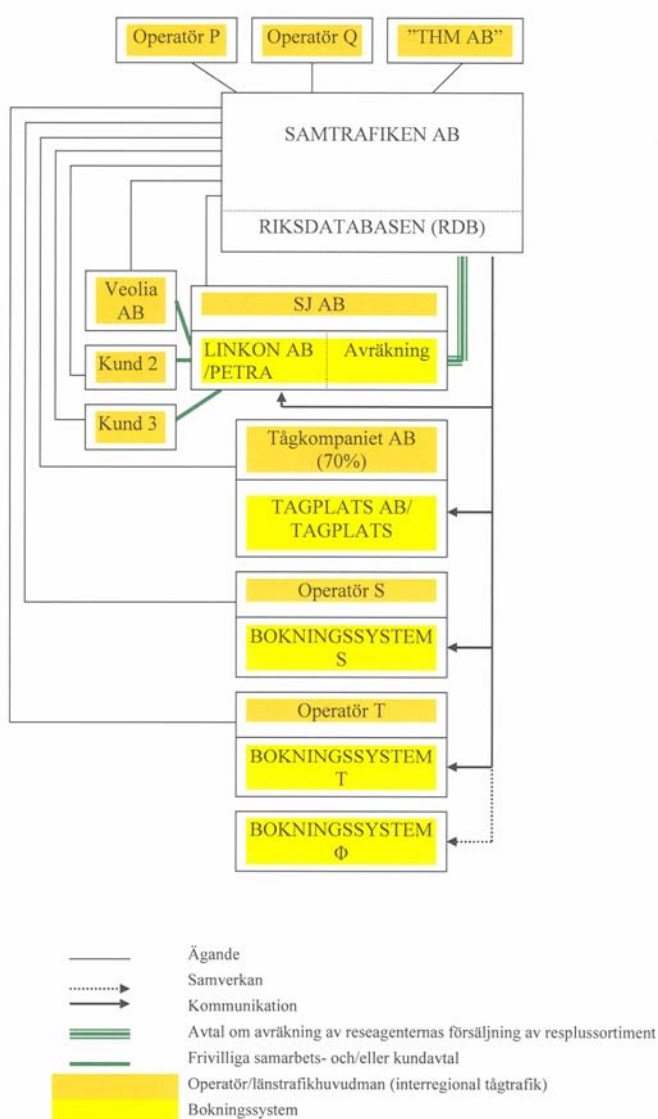 Operatör P
Operatör Q
”THM AB”
SAMTRAFIKEN AB
RIKSDATABASEN (RDB)
Veolia
AB
SJ AB
LINKON AB
/PETRA
Avräkning
Kund 2
Kund 3
Tågkompaniet AB
(70%)
TAGPLATS AB/
TAGPLATS
Operatör S
BOKNINGSSYSTEM
S
Operatör T
BOKNINGSSYSTEM
T
BOKNINGSSYSTEM
Φ
Ägande
Samverkan
Kommunikation
Avtal om avräkning av reseagenternas försäljning av resplussortiment
Frivilliga samarbets- och/eller kundavtal
Operatör/länstrafikhuvudman (interregional tågtrafik)
Bokningssystem